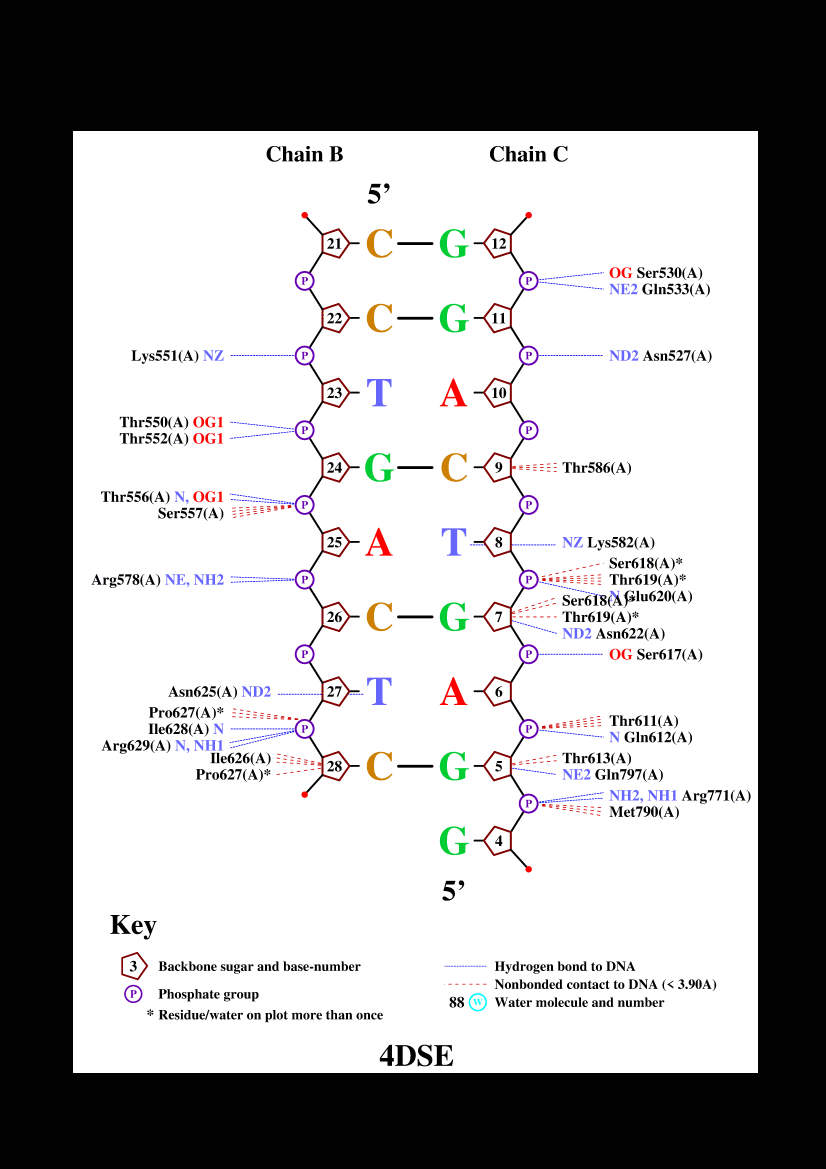 Chain B Chain C
5’
21 C G 12
P P OG Ser530(A)
NE2 Gln533(A)
22 C G 11
Lys551(A) NZ P P ND2 Asn527(A)
23 T A 10
Thr550(A) OG1 P P
Thr552(A) OG1
24 G C 9 Thr586(A)
Thr556(A) N, OG1 P P
Ser557(A)
25 A T 8 NZ Lys582(A)
Ser618(A)*
Arg578(A) NE, NH2 P P Thr619(A)*
N Glu620(A)
Ser618(A)*
26 C G 7 Thr619(A)*
ND2 Asn622(A)
P P OG Ser617(A)
Asn625(A) ND2 27 T A 6
Pro627(A)* Thr611(A)
Ile628(A) N P P N Gln612(A)
Arg629(A) N, NH1
Ile626(A) 28 C G 5 Thr613(A)
Pro627(A)* NE2 Gln797(A)
P NH2, NH1 Arg771(A)
Met790(A)
G 4
5’
Key
3 Backbone sugar and base-number Hydrogen bond to DNA
Nonbonded contact to DNA (< 3.90A)
P Phosphate group 88 W Water molecule and number
* Residue/water on plot more than once
4DSE